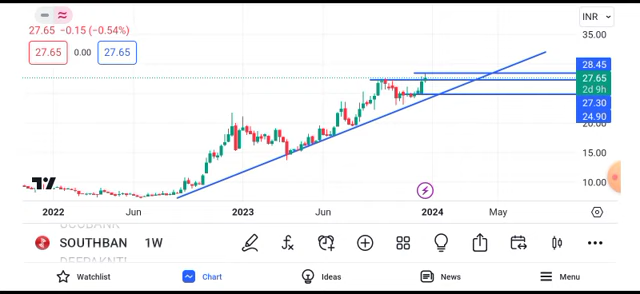 INR
27.65 −0.15 (−0.54%)
35.00
27.65 0.00 27.65
28.45
27.65
2d 9h
27.30
24.90
20.00
15.00
10.00
2022 Jun 2023 Jun 2024 May
SOUTHBAN 1W
Watchlist Chart Ideas News Menu